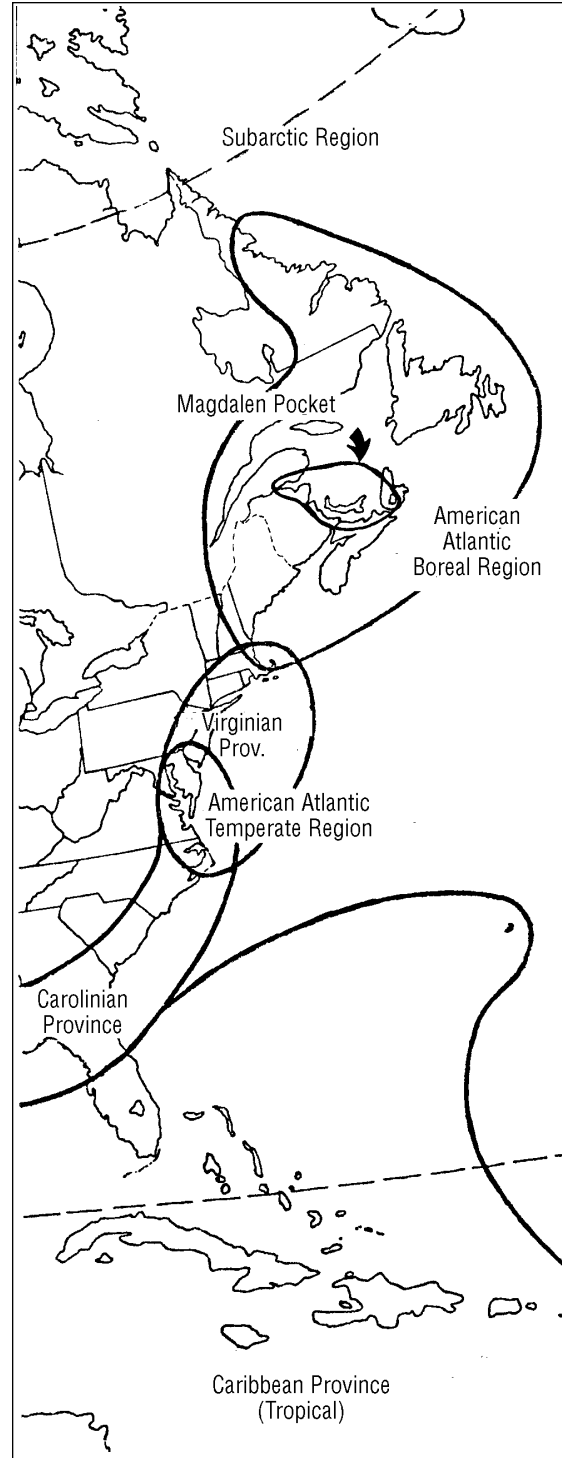 Subarctic Region
Magdalen Pocket
American
Atlantic
Boreal Region
Virginian
Prov.
American Atlantic
Temperate Region
Carolinian
Province
Caribbean Province
(Tropical)